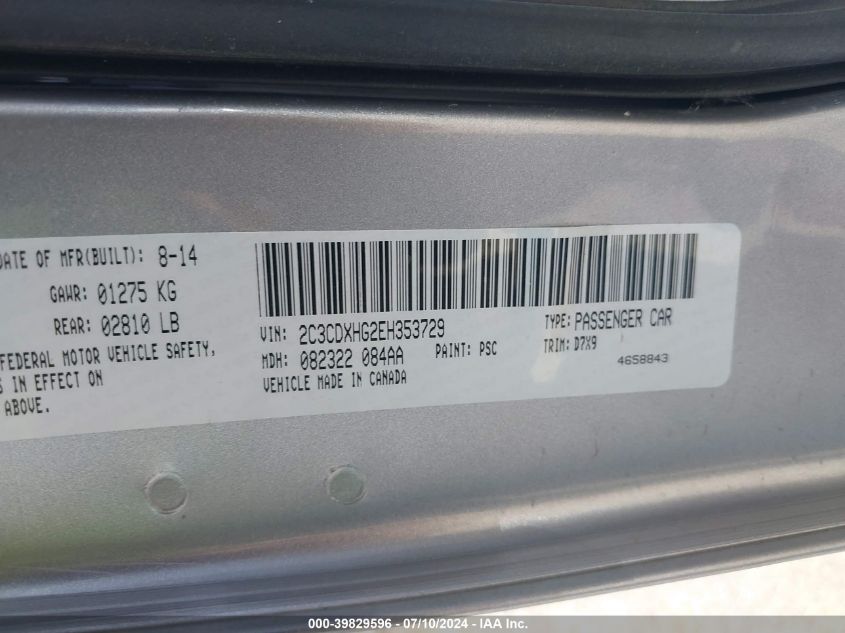 DATE OF MFR(BUILT): 8-14
GAWR: 01275 KG
REAR: 02810 LB
FEDERAL MOTOR VEHICLE SAFETY,
S IN EFFECT ON
ABOVE.
VIN: 2C3CDXHG2EH353729
TYPE: PASSENGER CAR
MDH: 082322 084AA
PAINT: PSC
TRIM: D7X9
VEHICLE MADE IN CANADA
4658843
000-39829596 - 07/10/2024 - IAA Inc.